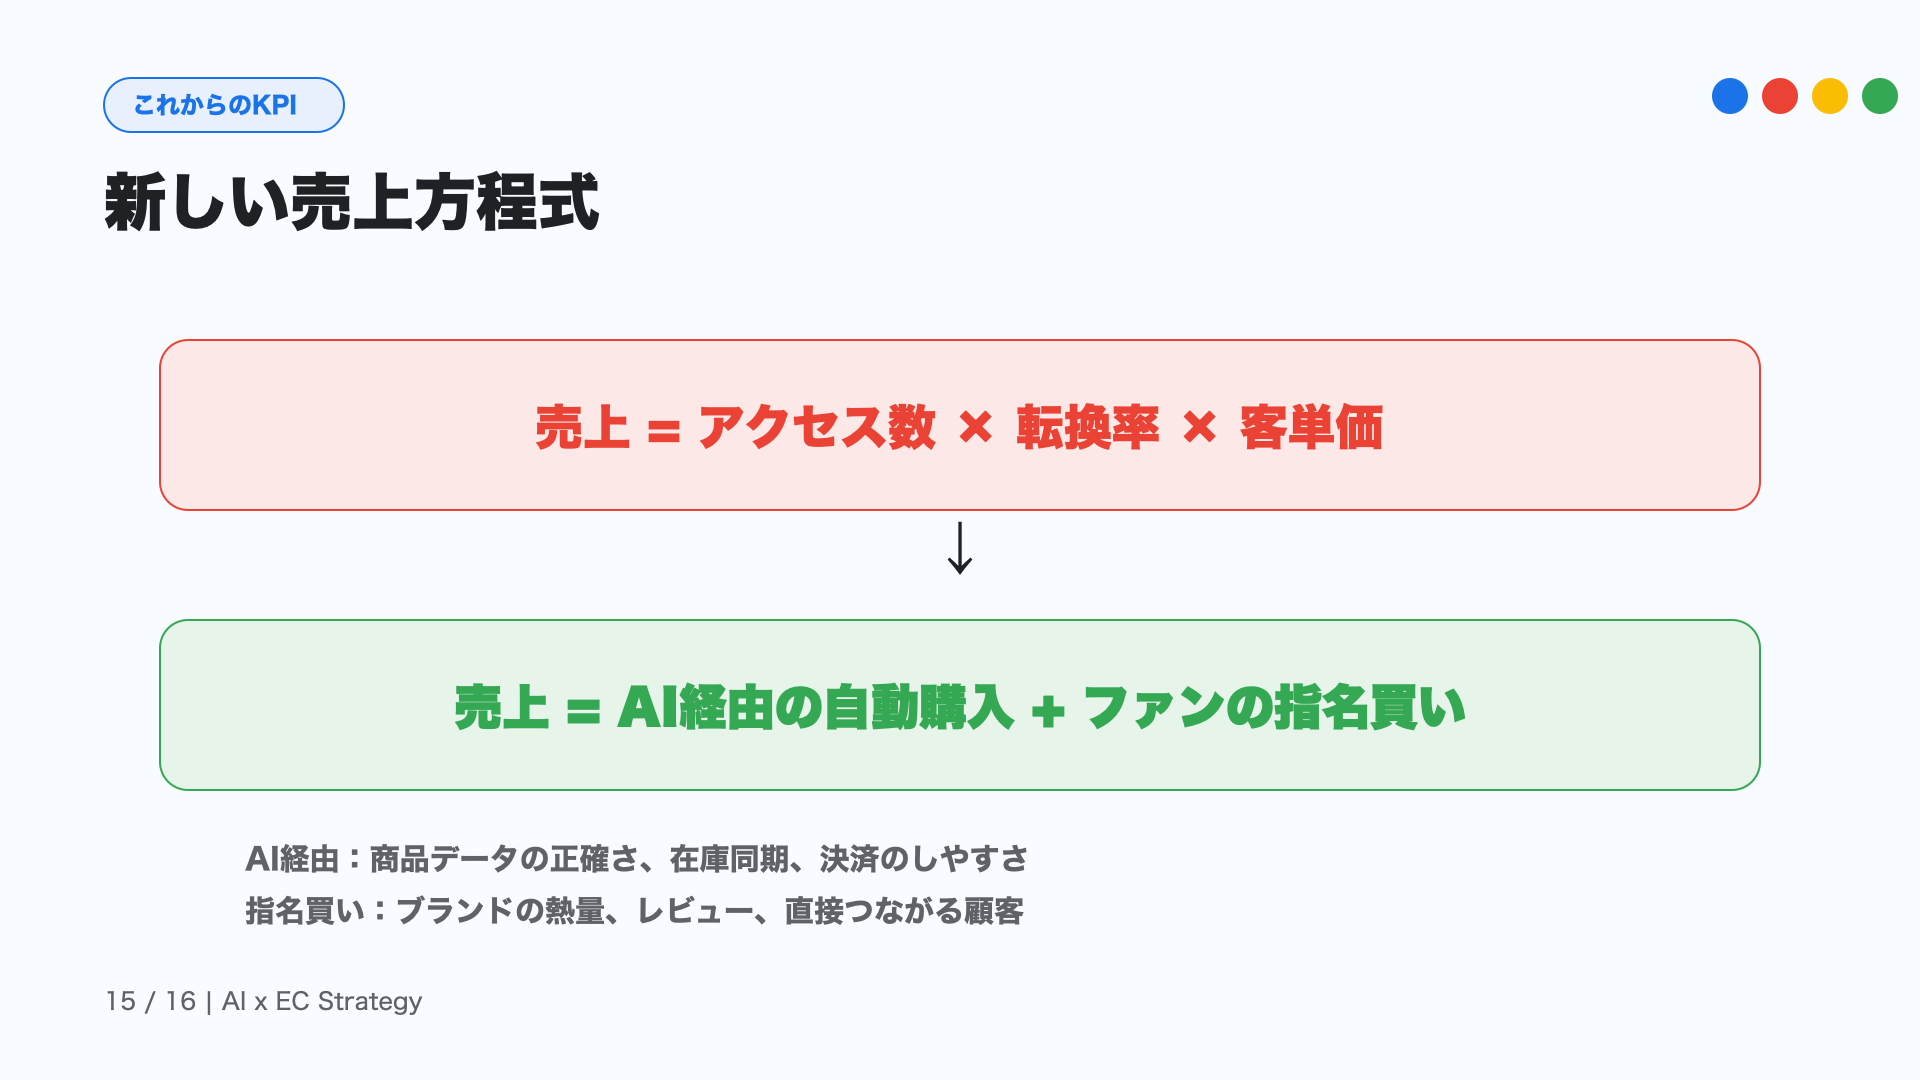 これからのKPI
新しい売上方程式
売上 = アクセス数 × 転換率 × 客単価
↓
売上 = AI経由の自動購入 + ファンの指名買い
AI経由：商品データの正確さ、在庫同期、決済のしやすさ
指名買い：ブランドの熱量、レビュー、直接つながる顧客
15 / 16 | AI x EC Strategy